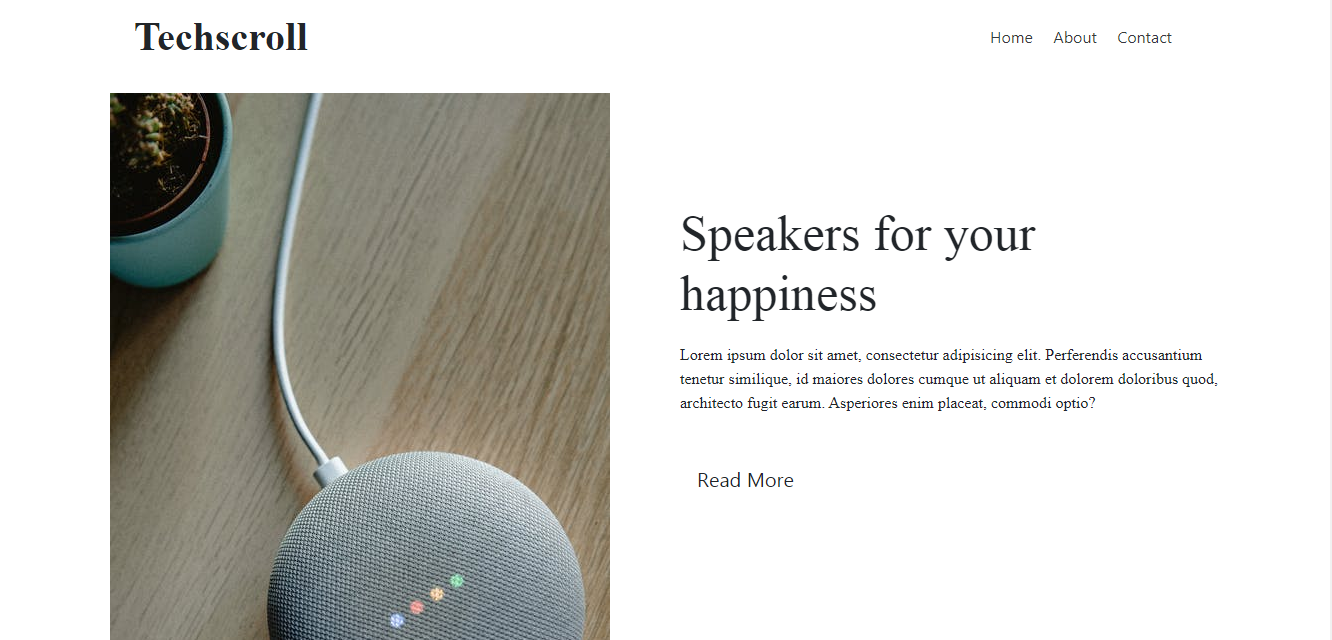 Techscroll
Home About Contact
Speakers for your
happiness
Lorem ipsum dolor sit amet, consectetur adipisicing elit. Perferendis accusantium
tenetur similique, id maiores dolores cumque ut aliquam et dolorem doloribus quod,
architecto fugit earum. Asperiores enim placeat, commodi optio?
Read More